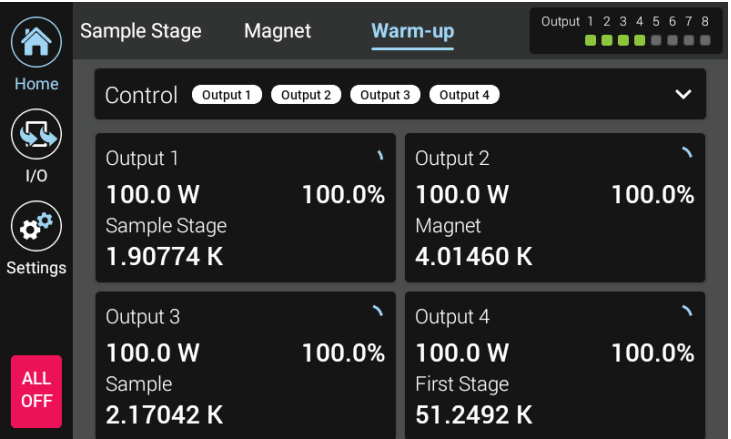 Sample Stage Magnet Warm-up
Output 1 2 3 4 5 6 7 8
Home
I/O
Settings
ALL
OFF
Control Output 1 Output 2 Output 3 Output 4
Output 1
100.0 W 100.0%
Sample Stage
1.90774 K
Output 2
100.0 W 100.0%
Magnet
4.01460 K
Output 3
100.0 W 100.0%
Sample
2.17042 K
Output 4
100.0 W 100.0%
First Stage
51.2492 K